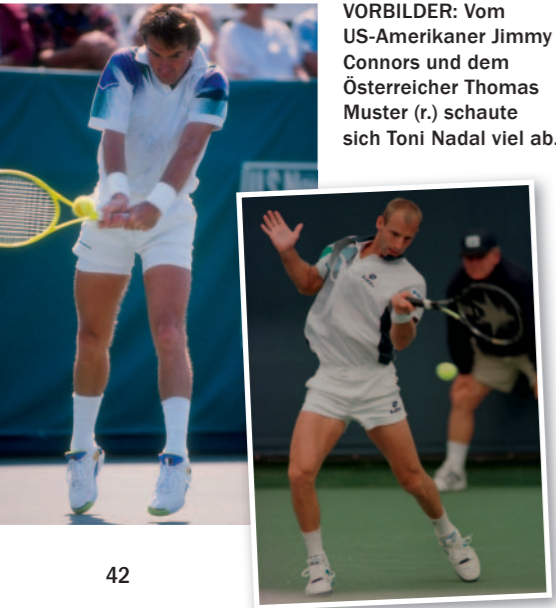 VORBILDER: Vom
US-Amerikaner Jimmy
Connors und dem
Österreicher Thomas
Muster (r.) schaute
sich Toni Nadal viel ab.
42